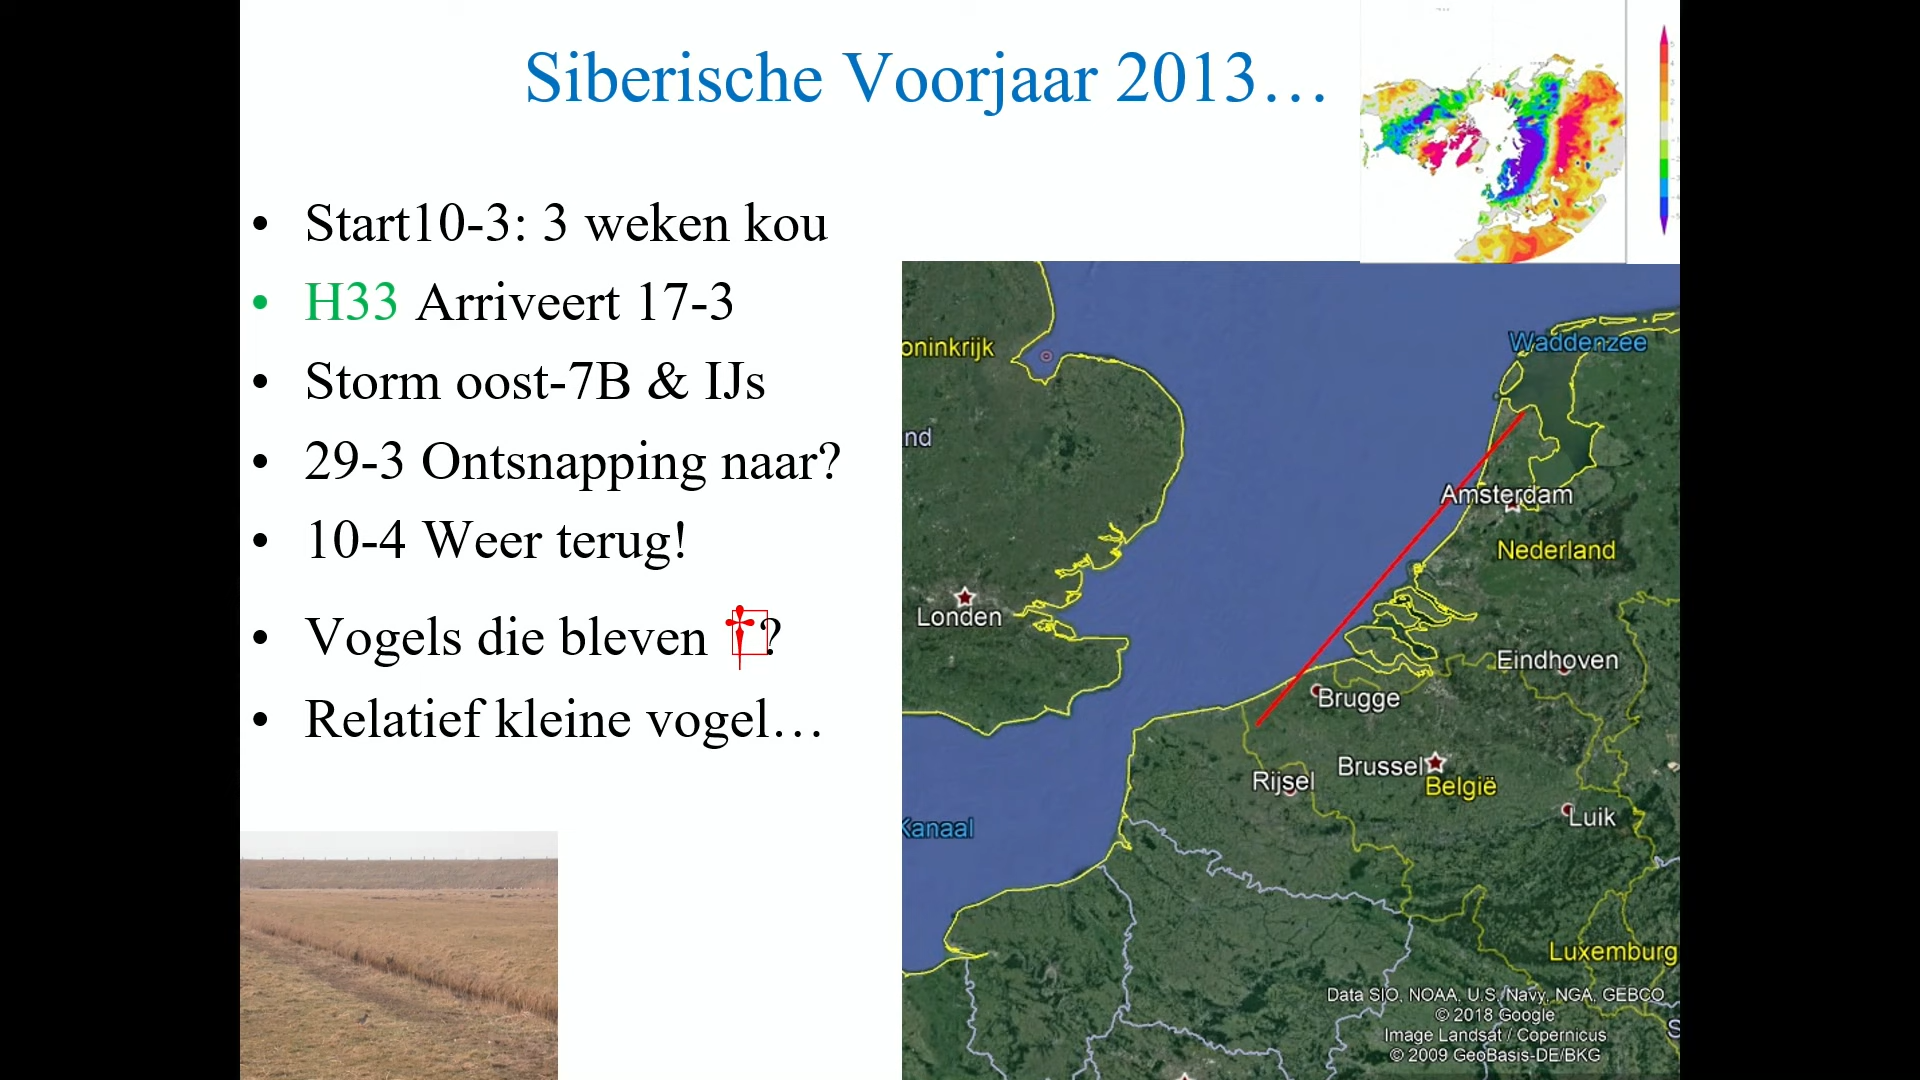 Siberische Voorjaar 2013…
• Start10-3: 3 weken kou
• H33 Arriveert 17-3
• Storm oost-7B & IJs
• 29-3 Ontsnapping naar?
• 10-4 Weer terug!
• Vogels die bleven †?
• Relatief kleine vogel…
oninkrijk
Waddenzee
nd
Amsterdam
Nederland
Londen
Eindhoven
Brugge
Brussel
Rijsel
België
Luik
Kanaal
Luxemburg
Data SIO, NOAA, U.S. Navy, NGA, GEBCO
© 2018 Google
Image Landsat / Copernicus
© 2009 GeoBasis-DE/BKG
S